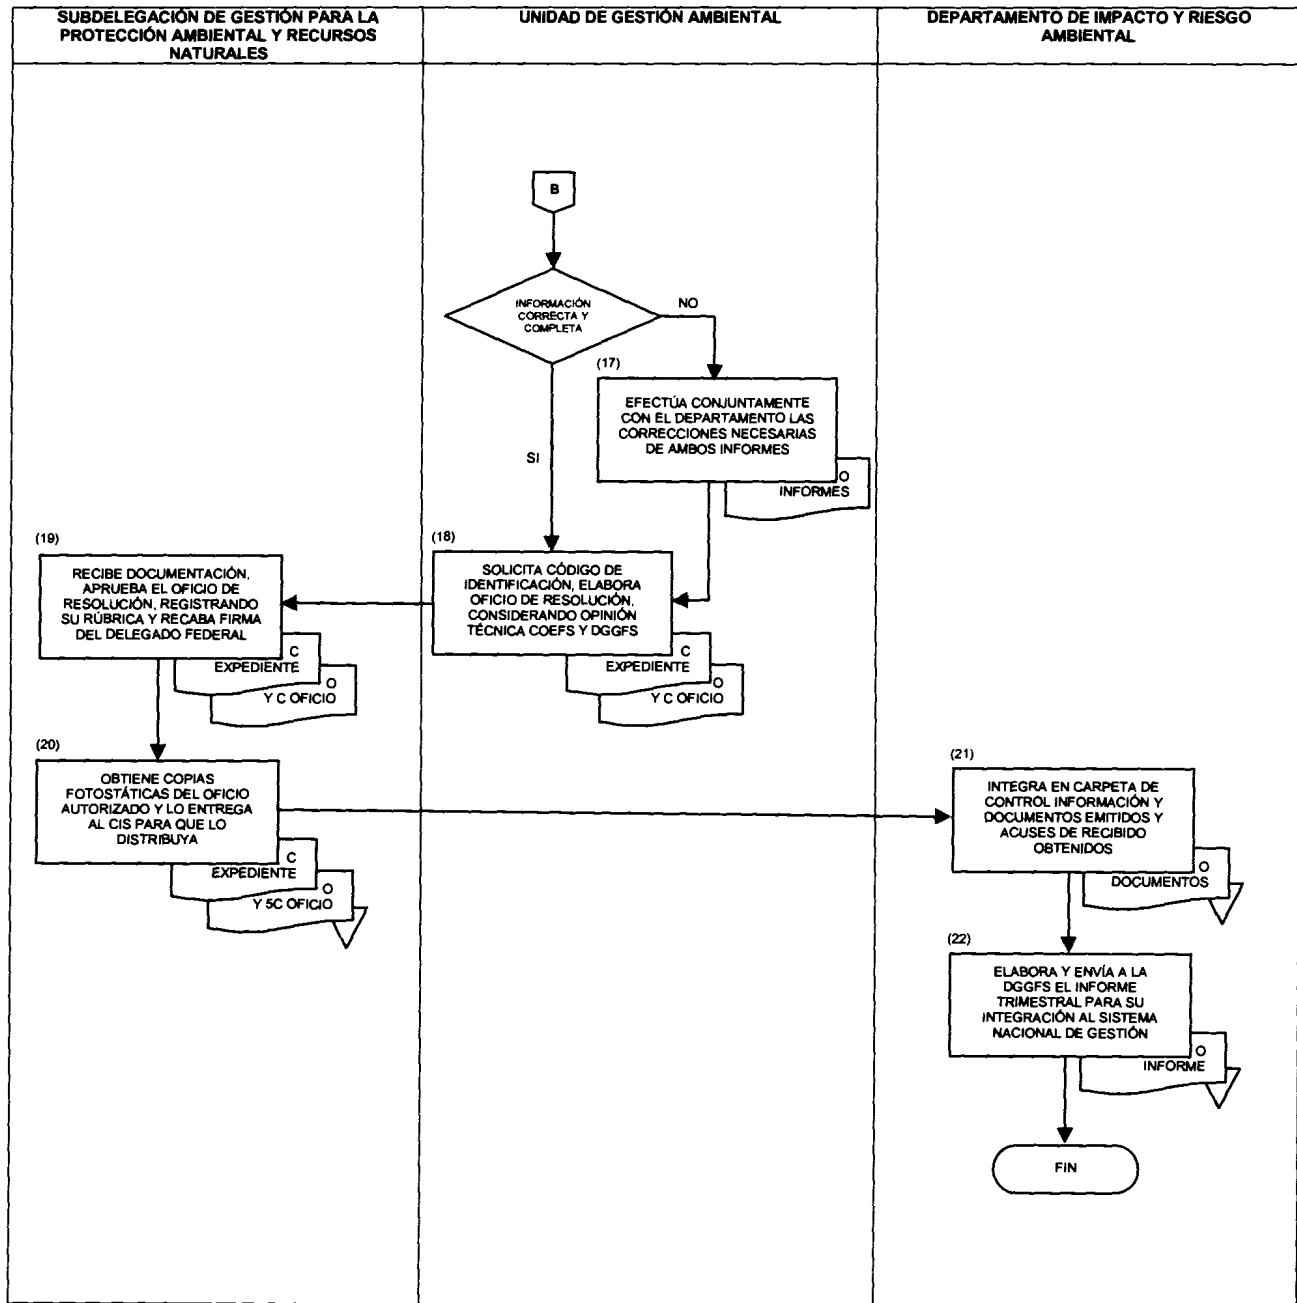 SUBDELEGACIÓN DE GESTIÓN PARA LA
PROTECCIÓN AMBIENTAL Y RECURSOS
NATURALES
UNIDAD DE GESTIÓN AMBIENTAL
DEPARTAMENTO DE IMPACTO Y RIESGO
AMBIENTAL
B
INFORMACIÓN
CORRECTA Y
COMPLETA
NO
SI
(17)
EFECTÚA CONJUNTAMENTE
CON EL DEPARTAMENTO LAS
CORRECCIONES NECESARIAS
DE AMBOS INFORMES
O
INFORMES
(18)
SOLICITA CÓDIGO DE
IDENTIFICACIÓN, ELABORA
OFICIO DE RESOLUCIÓN,
CONSIDERANDO OPINIÓN
TÉCNICA COEFS Y DGGFS
C
EXPEDIENTE
O
Y C OFICIO
(19)
RECIBE DOCUMENTACIÓN,
APRUEBA EL OFICIO DE
RESOLUCIÓN, REGISTRANDO
SU RÚBRICA Y RECABA FIRMA
DEL DELEGADO FEDERAL
C
EXPEDIENTE
O
Y C OFICIO
(20)
OBTIENE COPIAS
FOTOSTÁTICAS DEL OFICIO
AUTORIZADO Y LO ENTREGA
AL CIS PARA QUE LO
DISTRIBUYA
C
EXPEDIENTE
O
Y 5C OFICIO
(21)
INTEGRA EN CARPETA DE
CONTROL INFORMACIÓN Y
DOCUMENTOS EMITIDOS Y
ACUSES DE RECIBIDO
OBTENIDOS
O
DOCUMENTOS
(22)
ELABORA Y ENVÍA A LA
DGGFS EL INFORME
TRIMESTRAL PARA SU
INTEGRACIÓN AL SISTEMA
NACIONAL DE GESTIÓN
O
INFORME
FIN